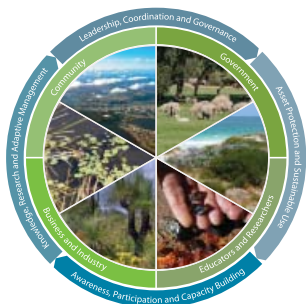 Leadership, Coordination and Governance
Asset Protection and Sustainable Use
Awareness, Participation and Capacity Building
Knowledge, Research and Adaptive Management
Community
Government
Educators and Researchers
Business and Industry